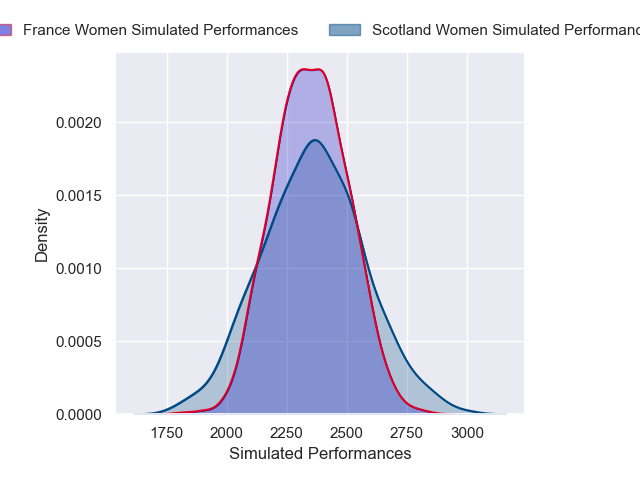 France Women Simulated Performances
Scotland Women Simulated
Density
0.0020
0.0015
0.0010
0.0005
0.0000
1750 2000 2250 2500 2750 3000
Simulated Performances